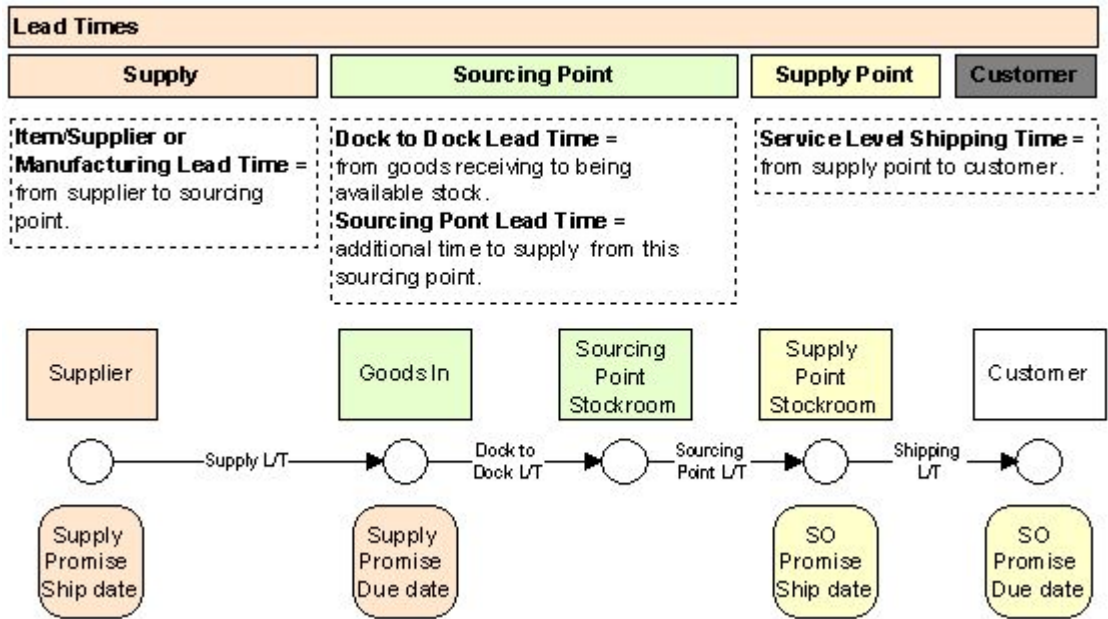 Lead Times
Supply
Sourcing Point
Supply Point
Customer
Item/Supplier or
Manufacturing Lead Time =
from supplier to sourcing
point.
Dock to Dock Lead Time =
from goods receiving to being
available stock.
Sourcing Pont Lead Time =
additional time to supply from this
sourcing point.
Service Level Shipping Time =
from supply point to customer.
Supplier
Goods In
Sourcing
Point
Stockroom
Supply
Point
Stockroom
Customer
Supply L/T
Dock to
Dock L/T
Sourcing
Point L/T
Shipping
L/T
Supply
Promise
Ship date
Supply
Promise
Due date
SO
Promise
Ship date
SO
Promise
Due date